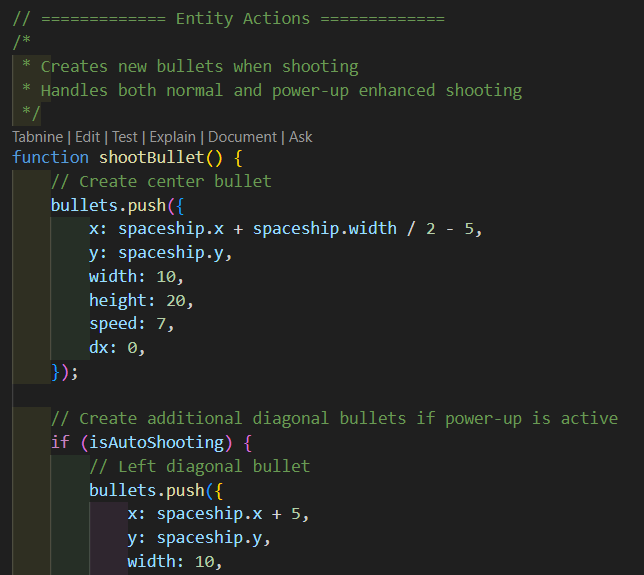 // ============= Entity Actions =============
/*
* Creates new bullets when shooting
* Handles both normal and power-up enhanced shooting
*/
Tabnine | Edit | Test | Explain | Document | Ask
function shootBullet() {
// Create center bullet
bullets.push({
x: spaceship.x + spaceship.width / 2 - 5,
y: spaceship.y,
width: 10,
height: 20,
speed: 7,
dx: 0,
});
// Create additional diagonal bullets if power-up is active
if (isAutoShooting) {
// Left diagonal bullet
bullets.push({
x: spaceship.x + 5,
y: spaceship.y,
width: 10,